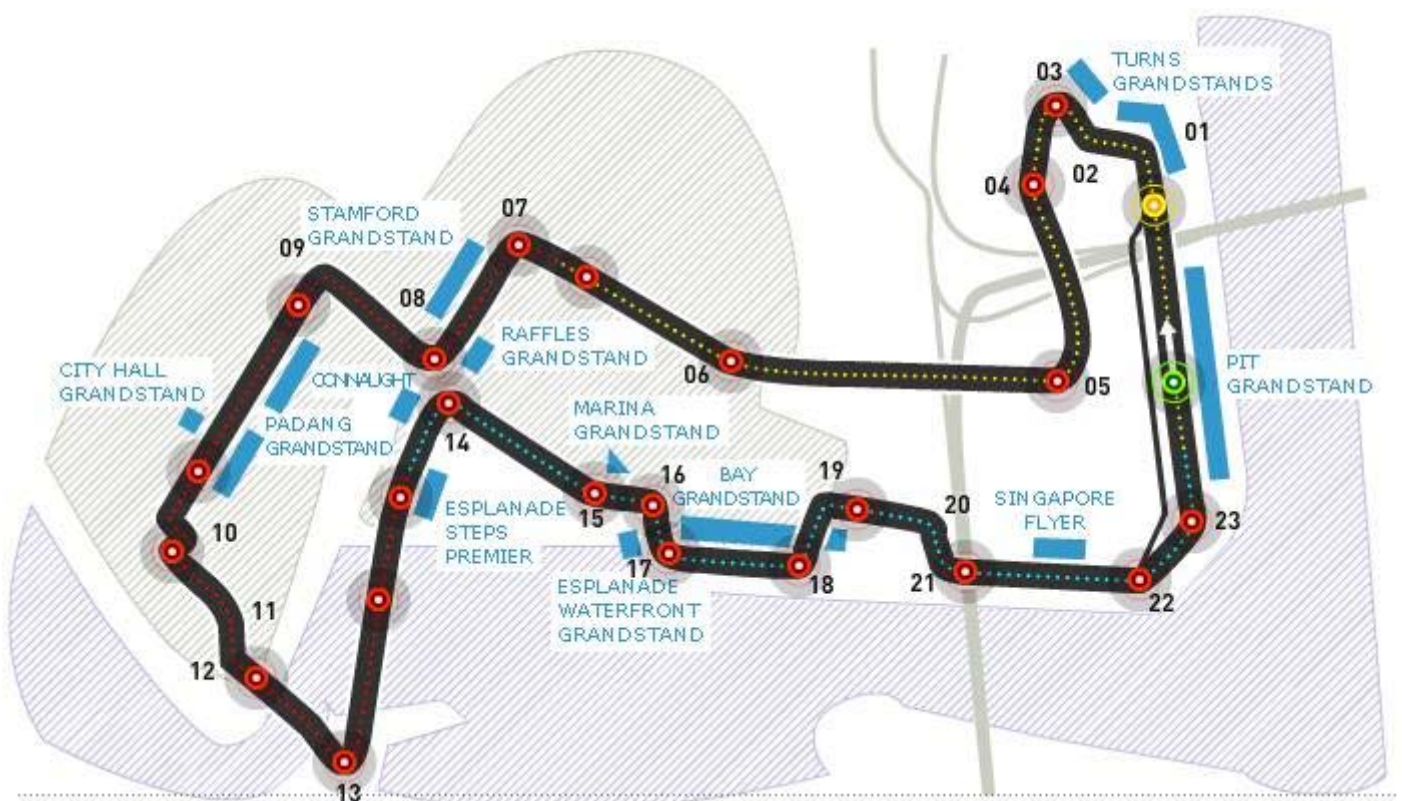 03
TURNS
GRANDSTANDS
01
02
04
07
STAMFORD
GRANDSTAND
09
08
RAFFLES
GRANDSTAND
06
05
PIT
GRANDSTAND
CITY HALL
GRANDSTAND
CONNAUGHT
PADANG
GRANDSTAND
14
MARINA
GRANDSTAND
16
BAY
GRANDSTAND
19
20
SINGAPORE
FLYER
15
ESPLANADE
STEPS
PREMIER
23
10
17
18
21
22
ESPLANADE
WATERFRONT
GRANDSTAND
11
12
13